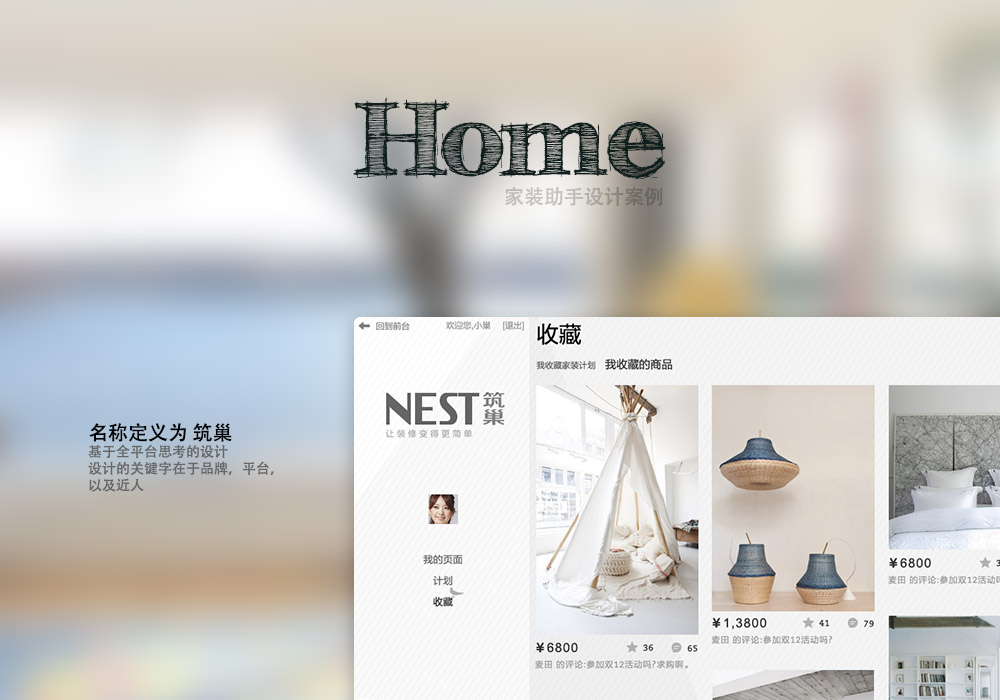 Home
家装助手设计案例
回到前台 欢迎您,小巢 [退出]
收藏
我收藏家装计划 我收藏的商品
NEST 筑巢
让装修变得更简单
名称定义为 筑巢
基于全平台思考的设计
设计的关键字在于品牌，平台，
以及近人
我的页面
计划
收藏
¥6800 36 65
麦田 的评论:参加双12活动吗?求购啊。
¥1,3800 41 79
麦田 的评论:参加双12活动吗?
¥6800 3
麦田 的评论:参加双12活动吗